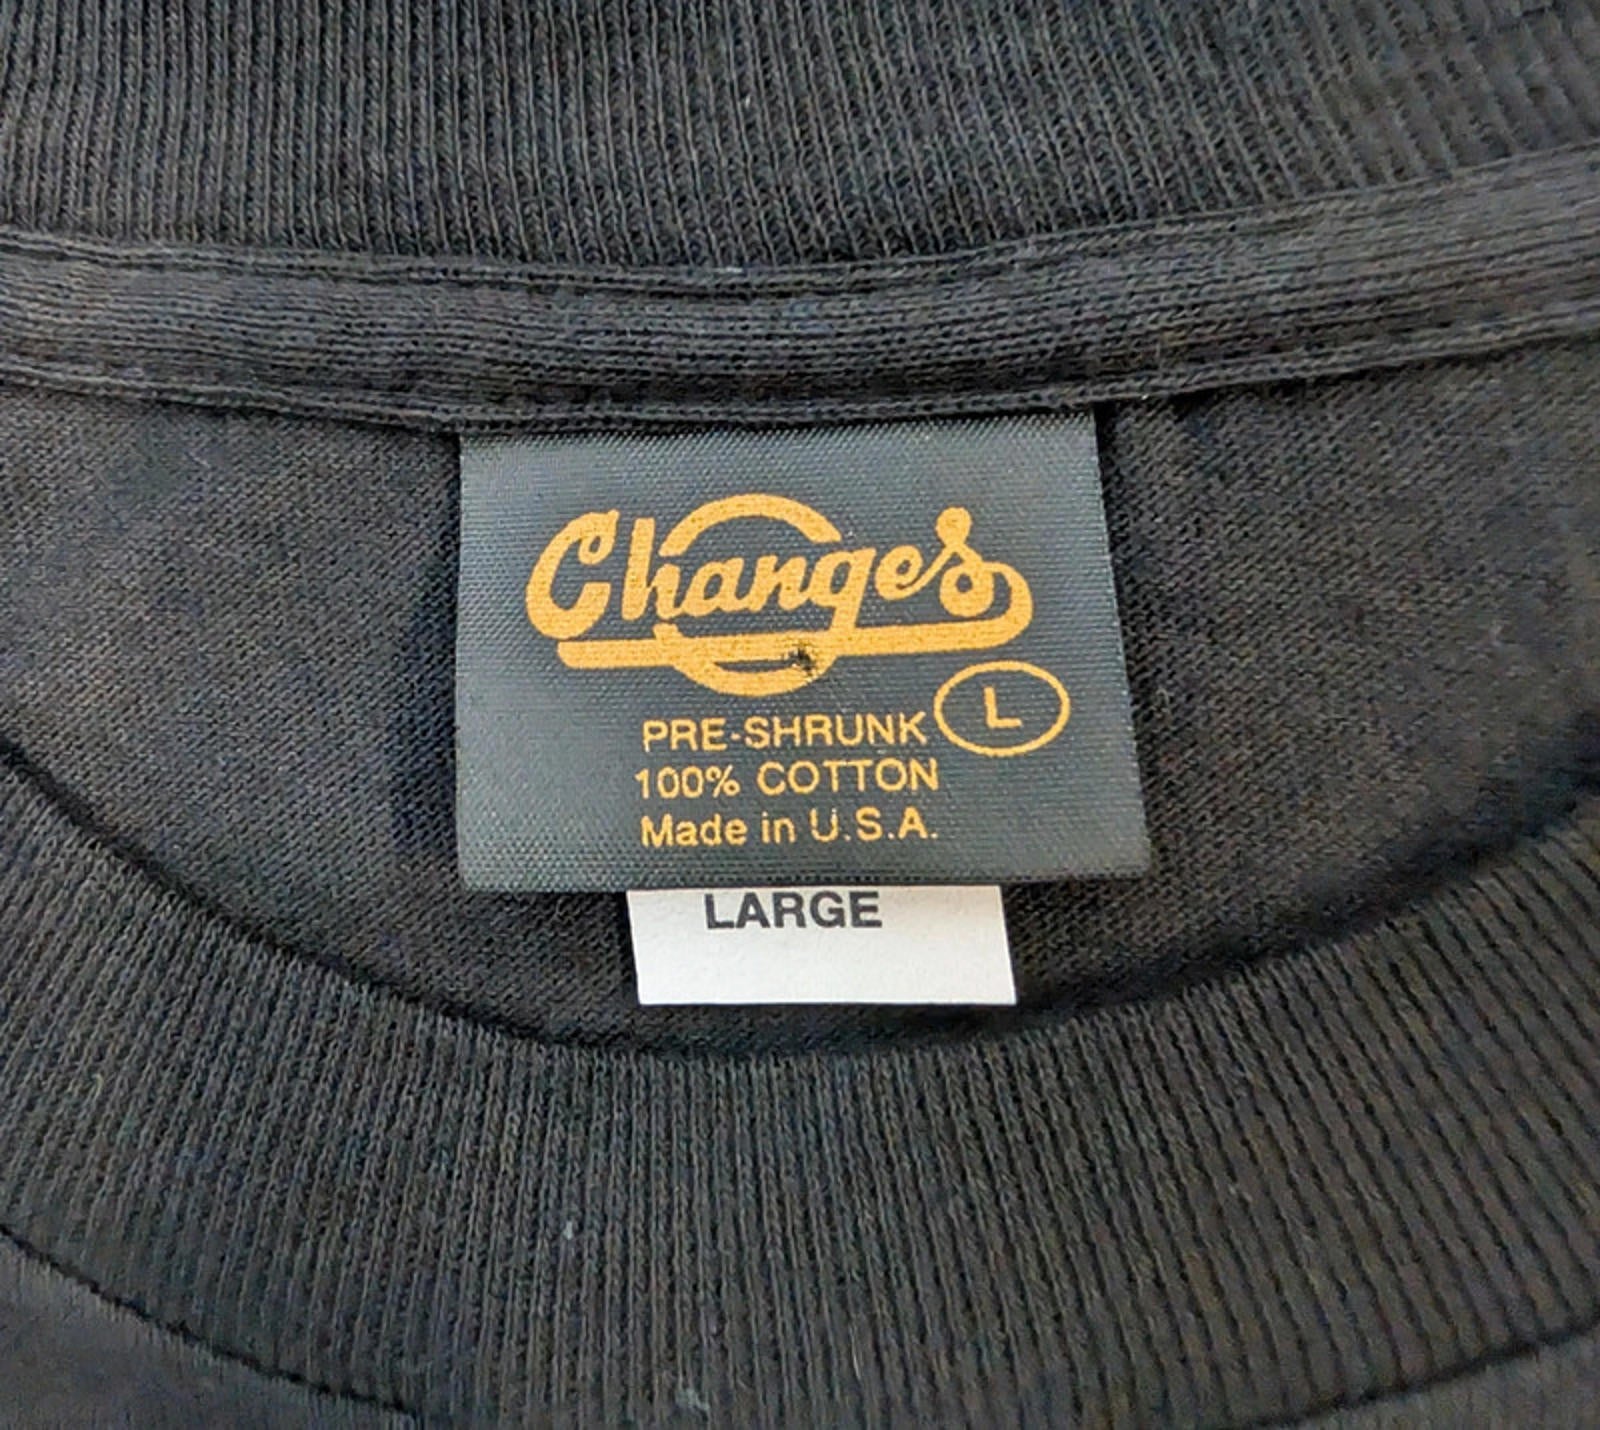 Changes
L
PRE-SHRUNK
100% COTTON
Made in U.S.A.
LARGE